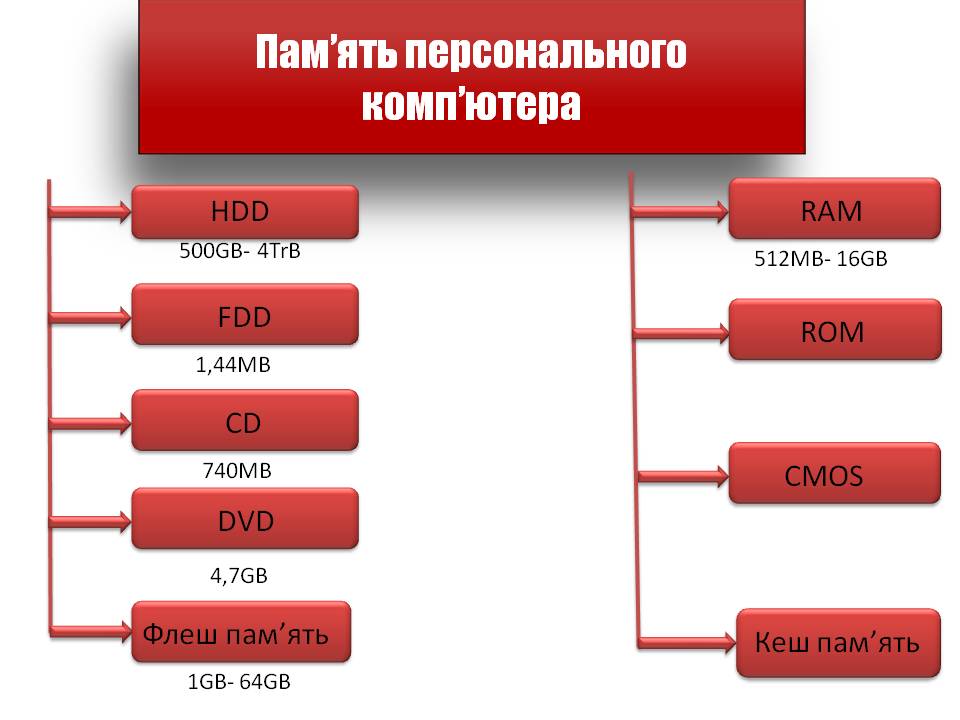 Пам’ять персонального
комп’ютера
HDD
500GB- 4TrB
FDD
1,44MB
CD
740MB
DVD
4,7GB
Флеш пам’ять
1GB- 64GB
RAM
512MB- 16GB
ROM
CMOS
Кеш пам’ять